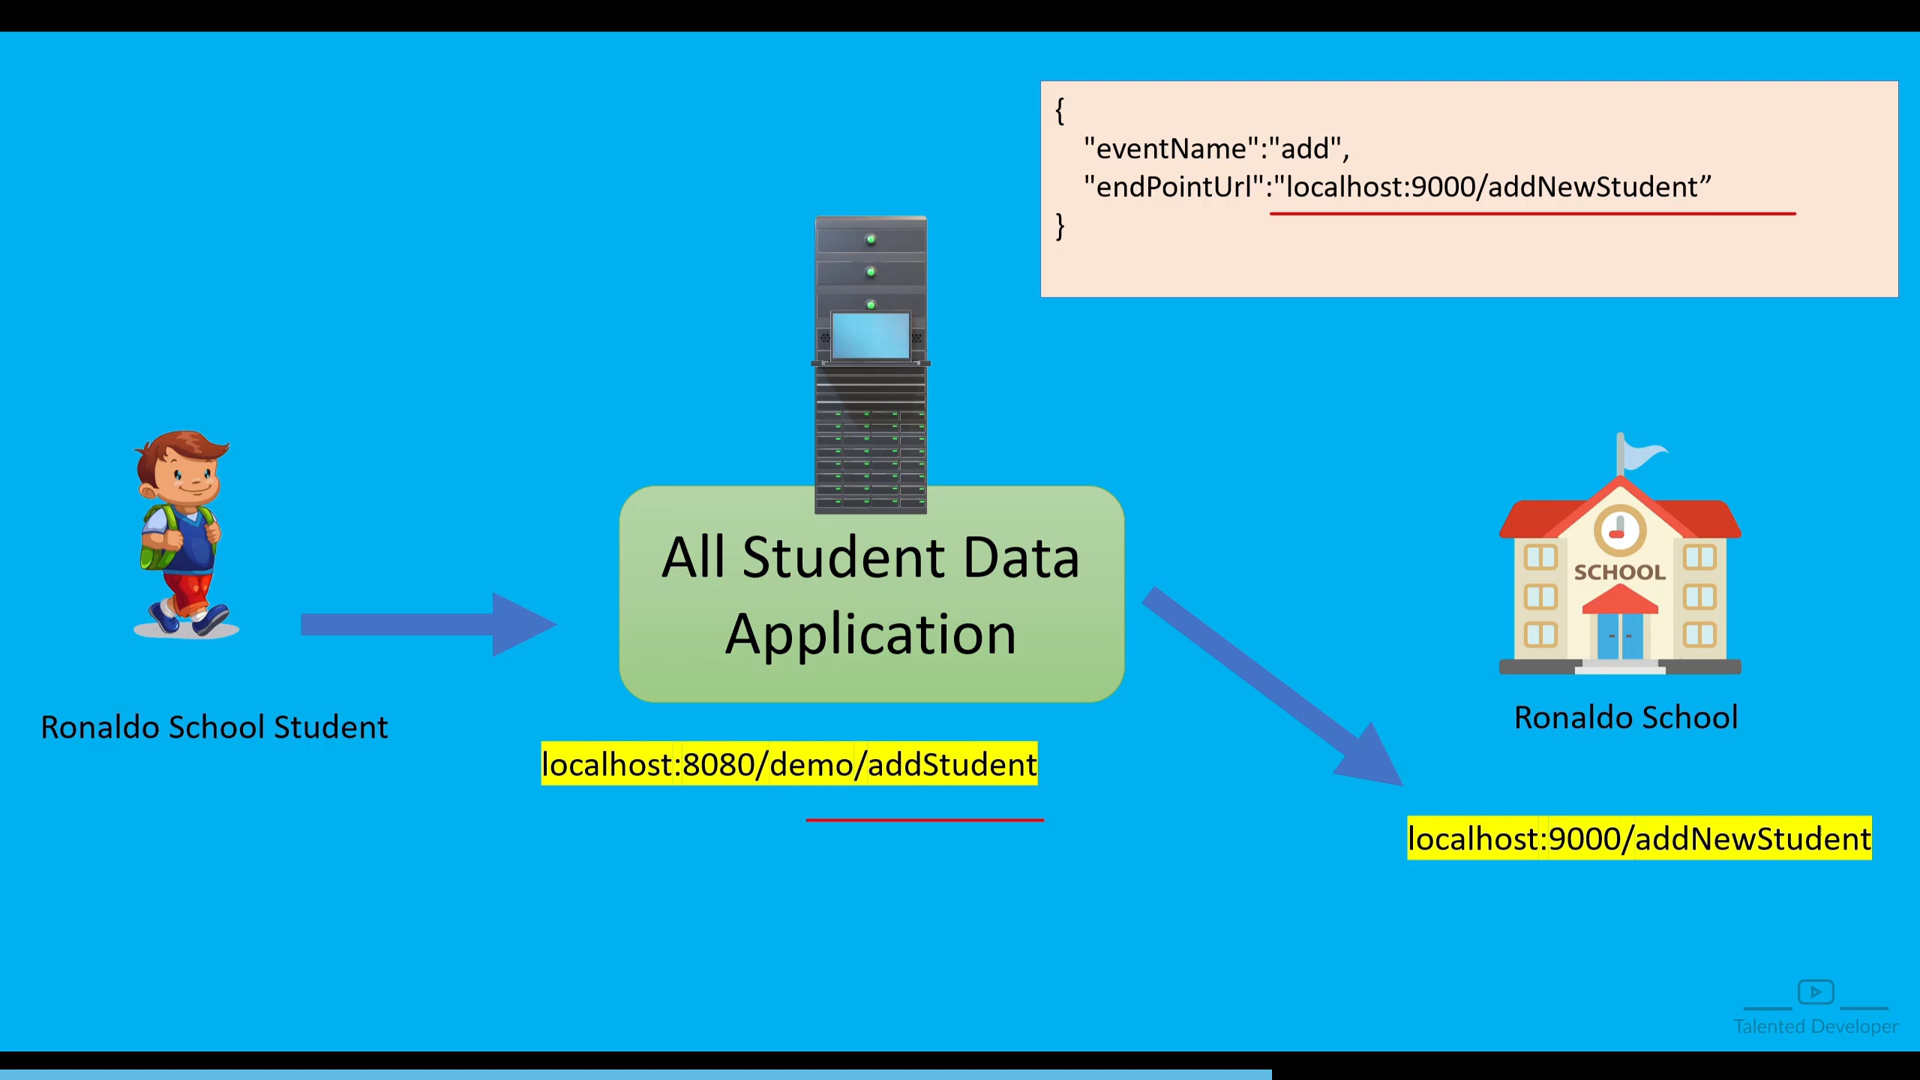 {
"eventName":"add",
"endPointUrl":"localhost:9000/addNewStudent”
}
All Student Data
Application
SCHOOL
Ronaldo School Student
Ronaldo School
localhost:8080/demo/addStudent
localhost:9000/addNewStudent
Talented Developer